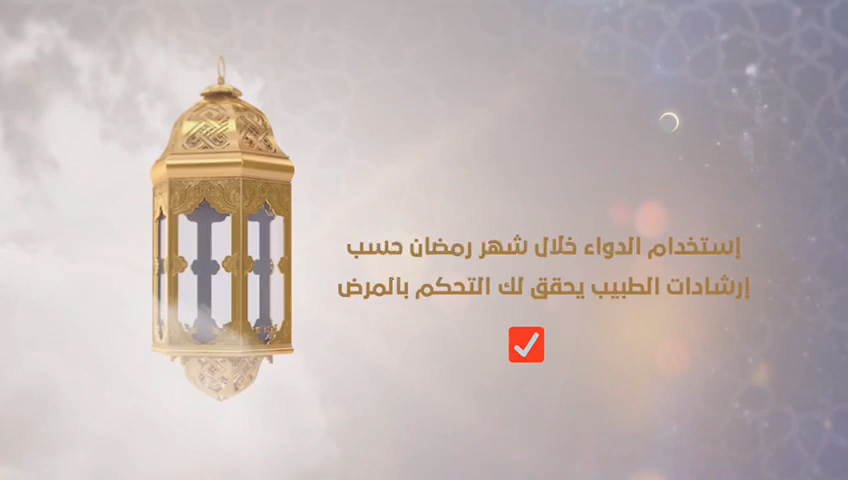 إستخدام الدواء خلال شهر رمضان حسب
إرشادات الطبيب يحقق لك التحكم بالمرض